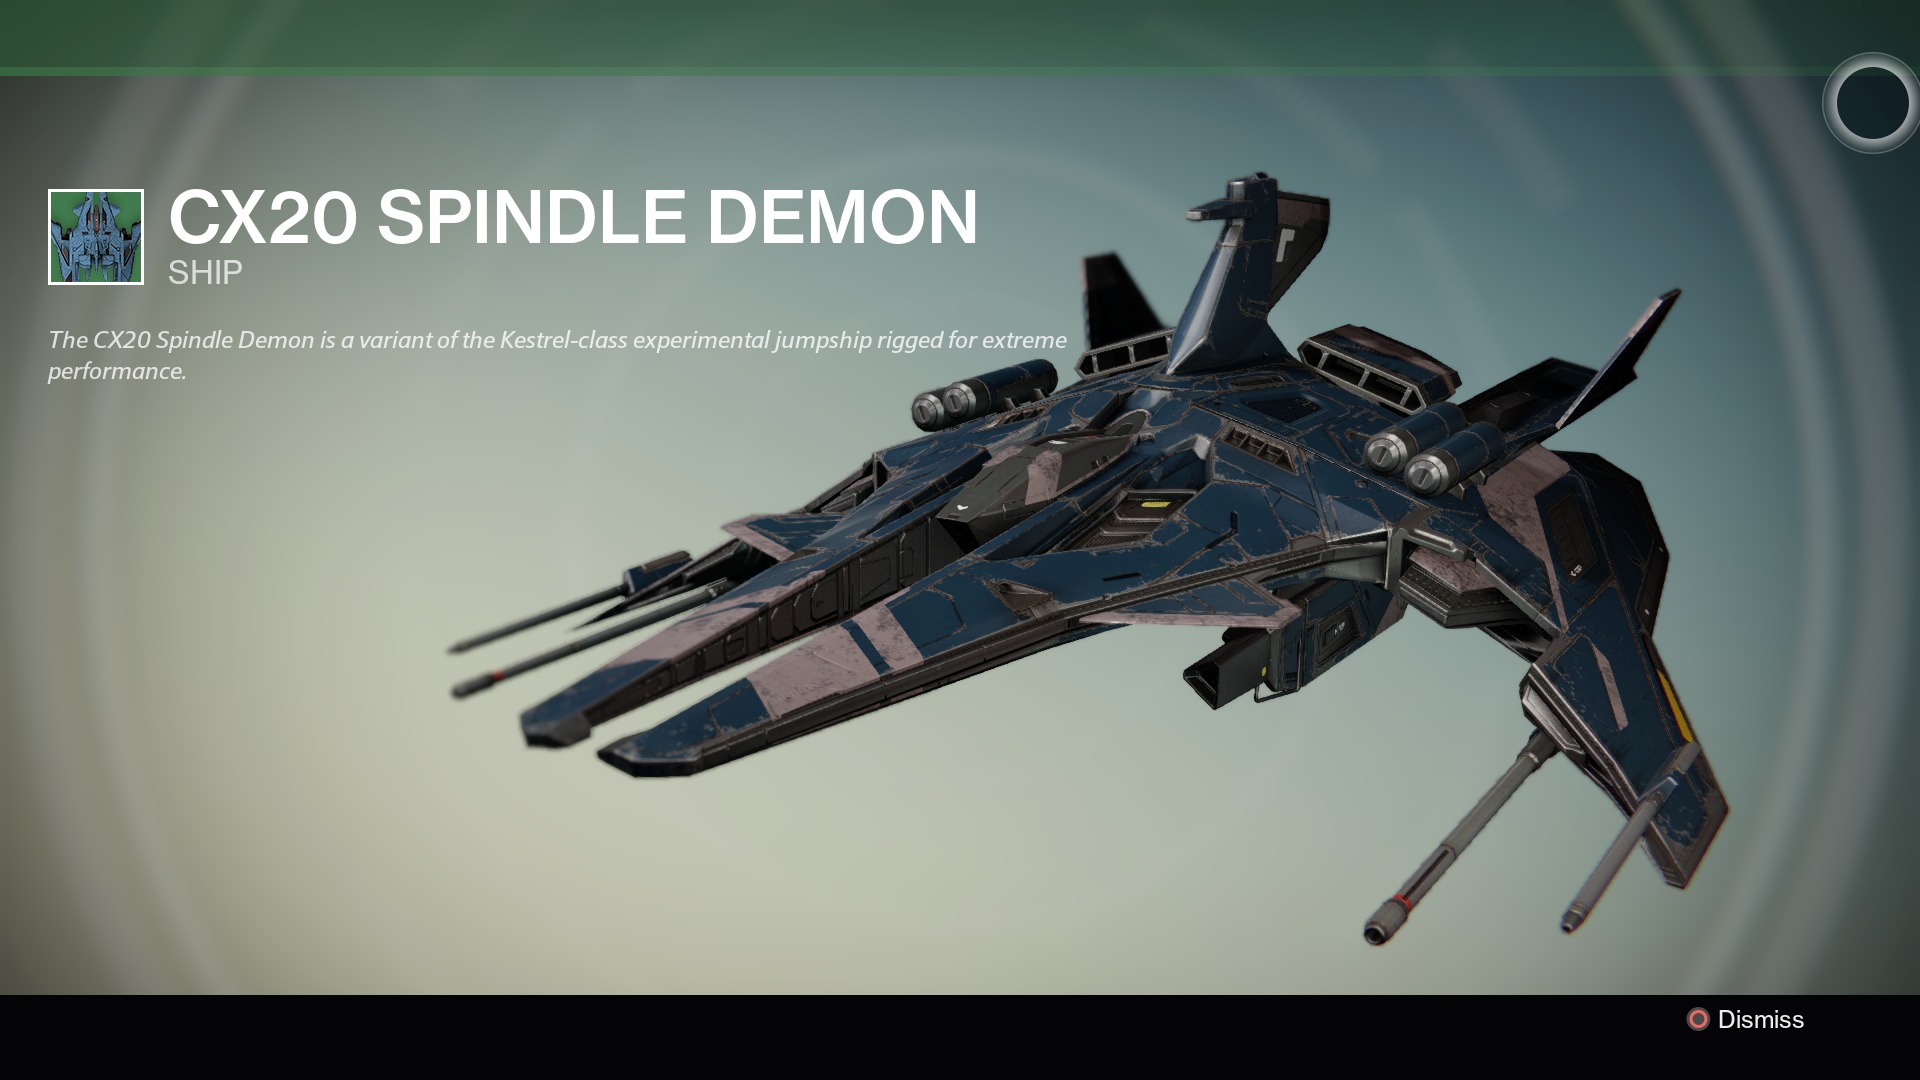 CX20 SPINDLE DEMON
SHIP
The CX20 Spindle Demon is a variant of the Kestrel-class experimental jumpship rigged for extreme
performance.
Dismiss